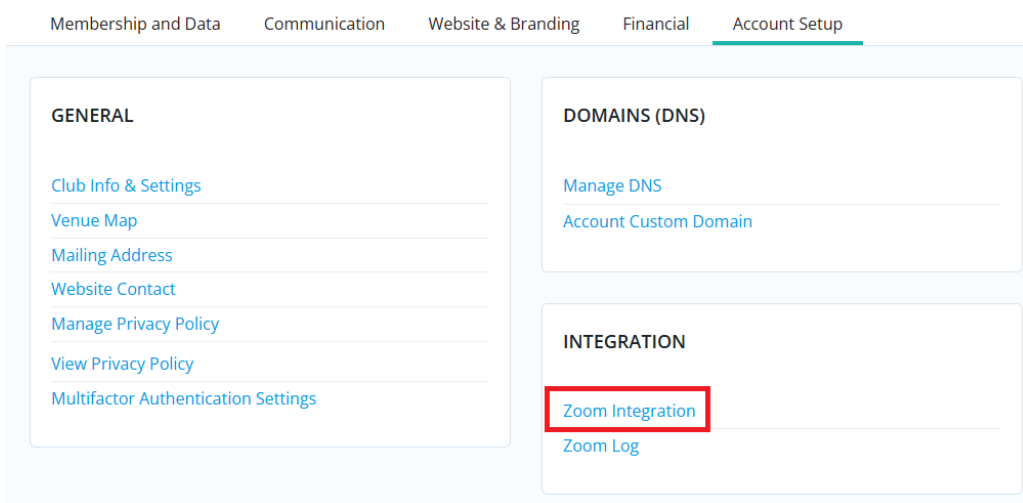 Membership and Data Communication Website & Branding Financial Account Setup
GENERAL
Club Info & Settings
Venue Map
Mailing Address
Website Contact
Manage Privacy Policy
View Privacy Policy
Multifactor Authentication Settings
DOMAINS (DNS)
Manage DNS
Account Custom Domain
INTEGRATION
Zoom Integration
Zoom Log